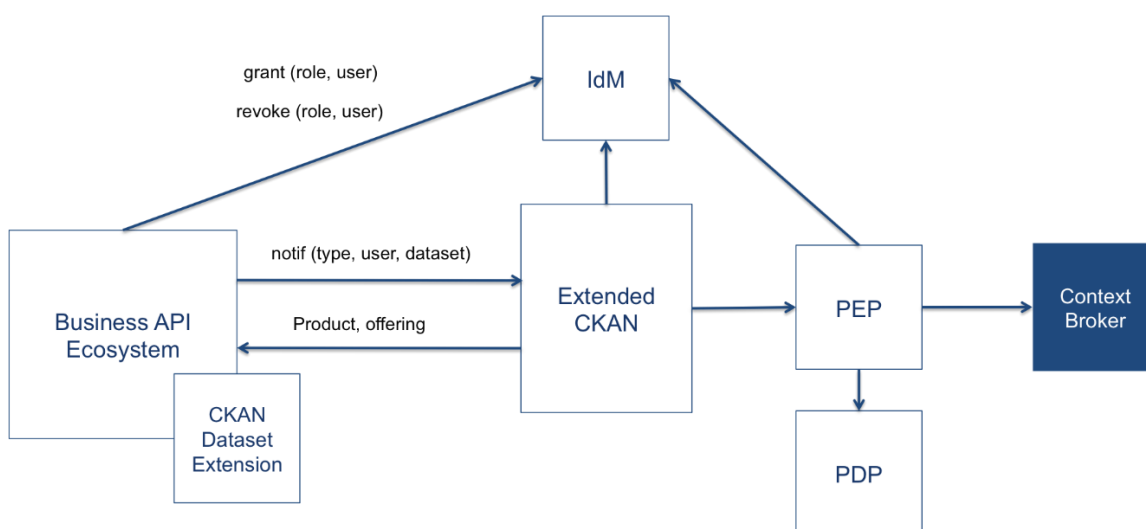 grant (role, user)
revoke (role, user)
IdM
Business API
Ecosystem
notif (type, user, dataset)
Product, offering
CKAN
Dataset
Extension
Extended
CKAN
PEP
PDP
Context
Broker